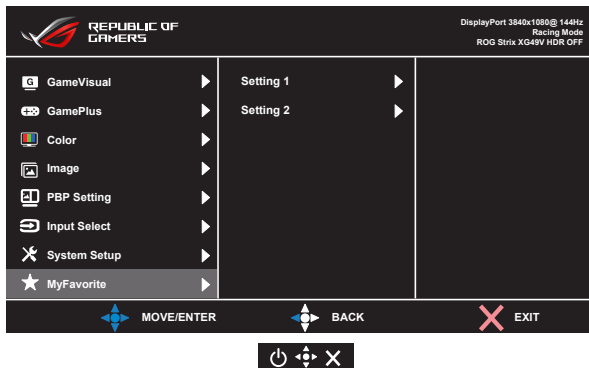 REPUBLIC OF
GAMERS
DisplayPort 3840x1080@ 144Hz
Racing Mode
ROG Strix XG49V HDR OFF
G GameVisual
GamePlus
Color
Image
PBP Setting
Input Select
System Setup
MyFavorite
Setting 1
Setting 2
MOVE/ENTER
BACK
EXIT